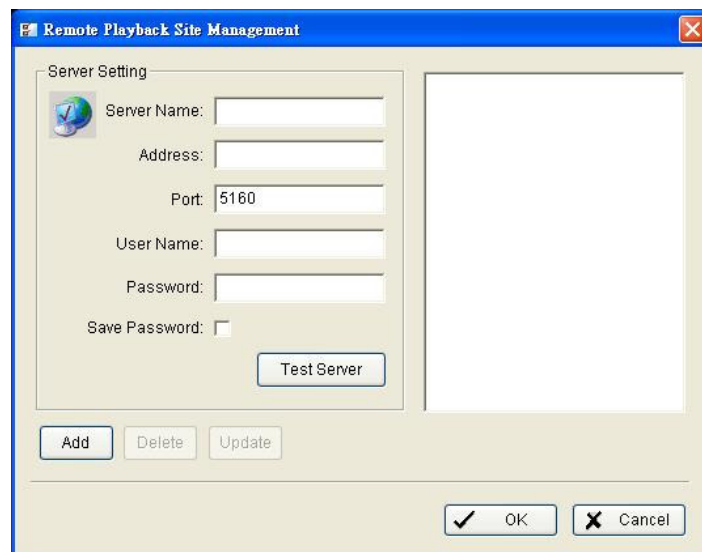 Remote Playback Site Management
Server Setting
Server Name:
Address:
Port: 5160
User Name:
Password:
Save Password:
Test Server
Add Delete Update
OK Cancel